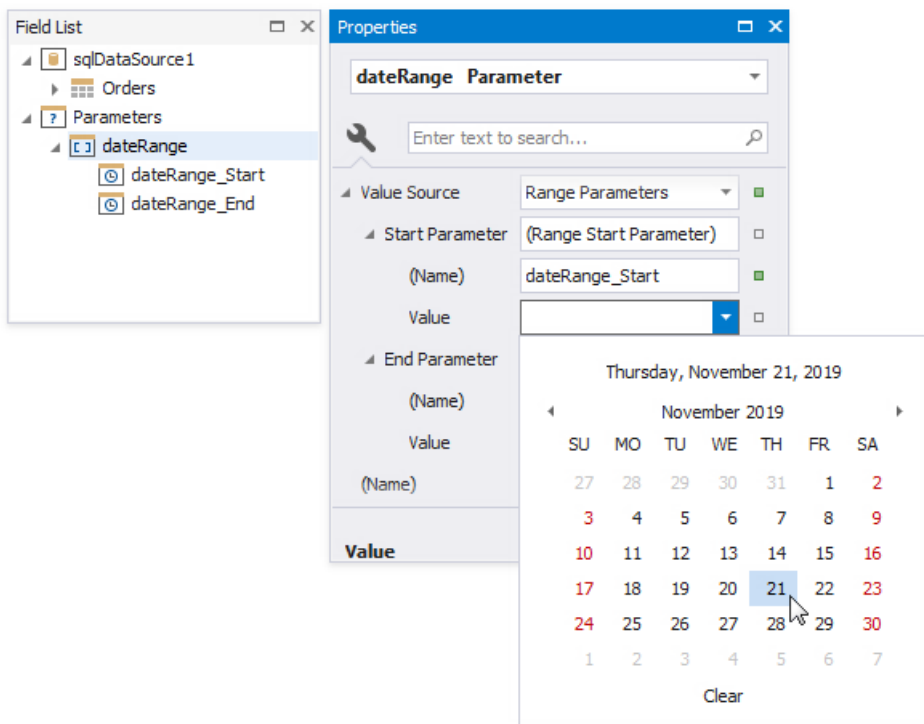 Field List
sqlDataSource1
Orders
Parameters
dateRange
dateRange_Start
dateRange_End
Properties
dateRange Parameter
Enter text to search...
Value Source Range Parameters
Start Parameter (Range Start Parameter)
(Name) dateRange_Start
Value
End Parameter
(Name)
Value
(Name)
Value
Thursday, November 21, 2019
November 2019
SU MO TU WE TH FR SA
27 28 29 30 31 1 2
3 4 5 6 7 8 9
10 11 12 13 14 15 16
17 18 19 20 21 22 23
24 25 26 27 28 29 30
1 2 3 4 5 6 7
Clear